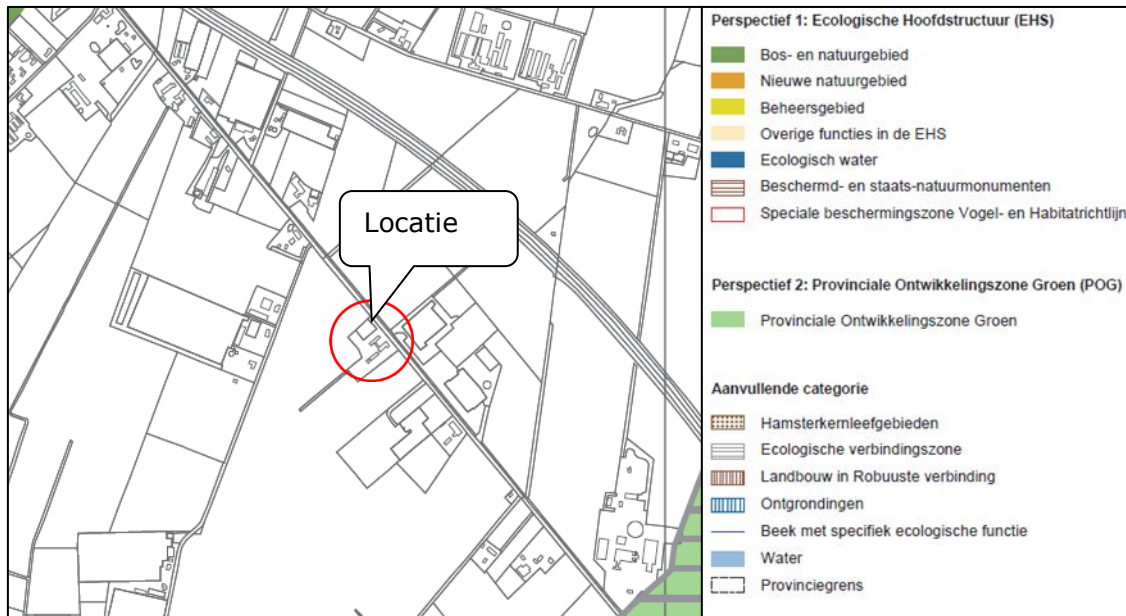 Locatie
Perspectief 1: Ecologische Hoofdstructuur (EHS)
Bos- en natuurgebied
Nieuwe natuurgebied
Beheersgebied
Overige functies in de EHS
Ecologisch water
Beschermd- en staats-natuurmonumenten
Speciale beschermingszone Vogel- en Habitatrichtlijn
Perspectief 2: Provinciale Ontwikkelingszone Groen (POG)
Provinciale Ontwikkelingszone Groen
Aanvullende categorie
Hamsterkernleefgebieden
Ecologische verbindingszone
Landbouw in Robuuste verbinding
Ontgrondingen
Beek met specifiek ecologische functie
Water
Provinciegrens